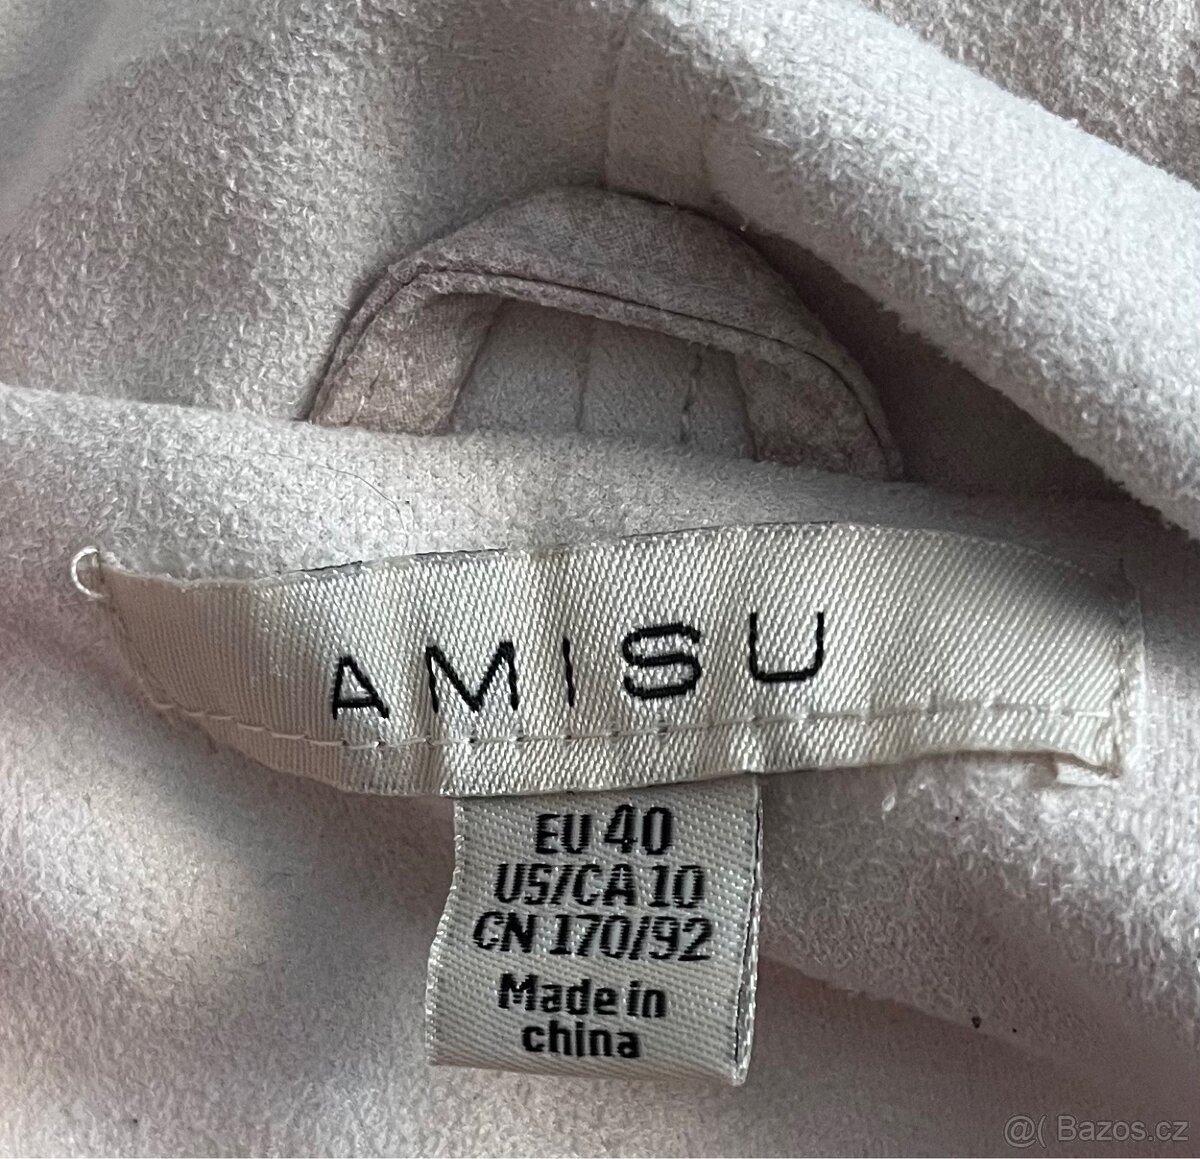 AMISU
EU 40
US/CA 10
CN 170/92
Made in
china
@( Bazos.cz